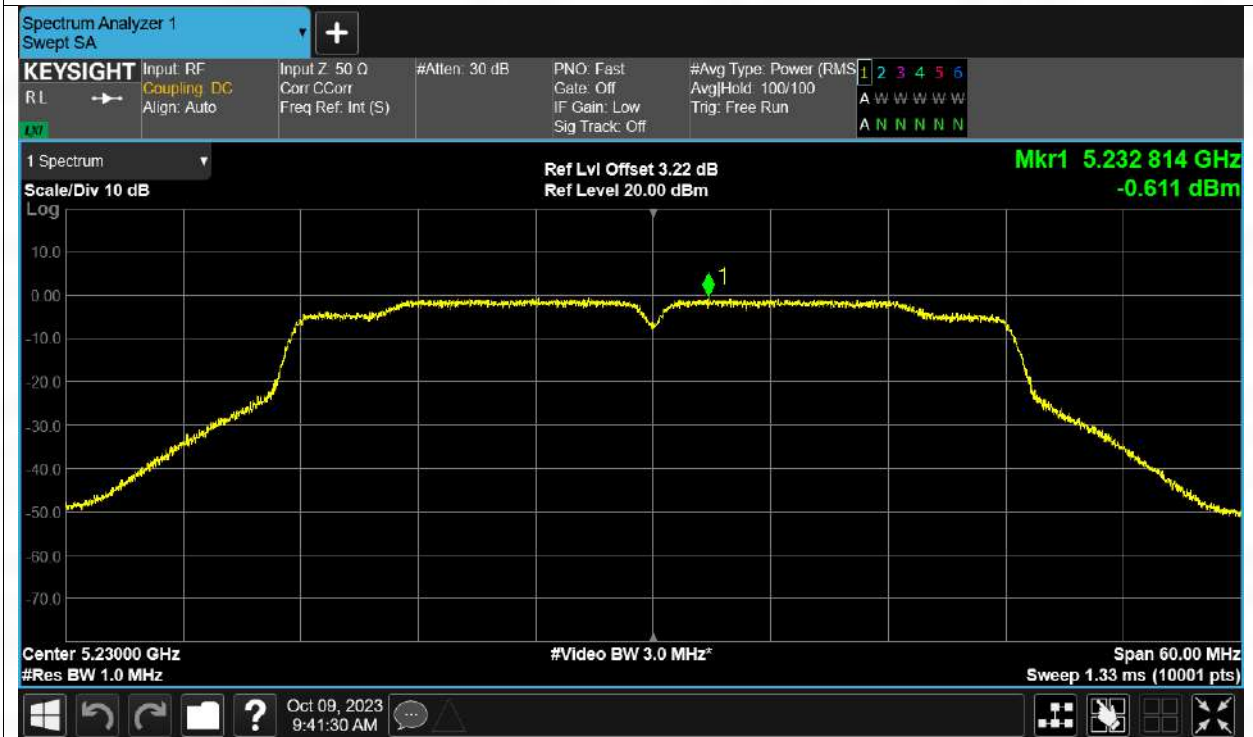 Spectrum Analyzer 1
Swept SA
+
KEYSIGHT
RL
LXI
Input: RF
Coupling: DC
Align: Auto
Input Z: 50 Ω
Corr CCorr
Freq Ref: Int (S)
#Atten: 30 dB
PNO: Fast
Gate: Off
IF Gain: Low
Sig Track: Off
#Avg Type: Power (RMS
Avg|Hold: 100/100
Trig: Free Run
1 2 3 4 5 6
A W W W W W
A N N N N N
1 Spectrum
Scale/Div 10 dB
Log
Ref Lvl Offset 3.22 dB
Ref Level 20.00 dBm
Mkr1 5.232 814 GHz
-0.611 dBm
10.0
0.00
-10.0
-20.0
-30.0
-40.0
-50.0
-60.0
-70.0
1
Center 5.23000 GHz
#Res BW 1.0 MHz
#Video BW 3.0 MHz*
Span 60.00 MHz
Sweep 1.33 ms (10001 pts)
?
Oct 09, 2023
9:41:30 AM